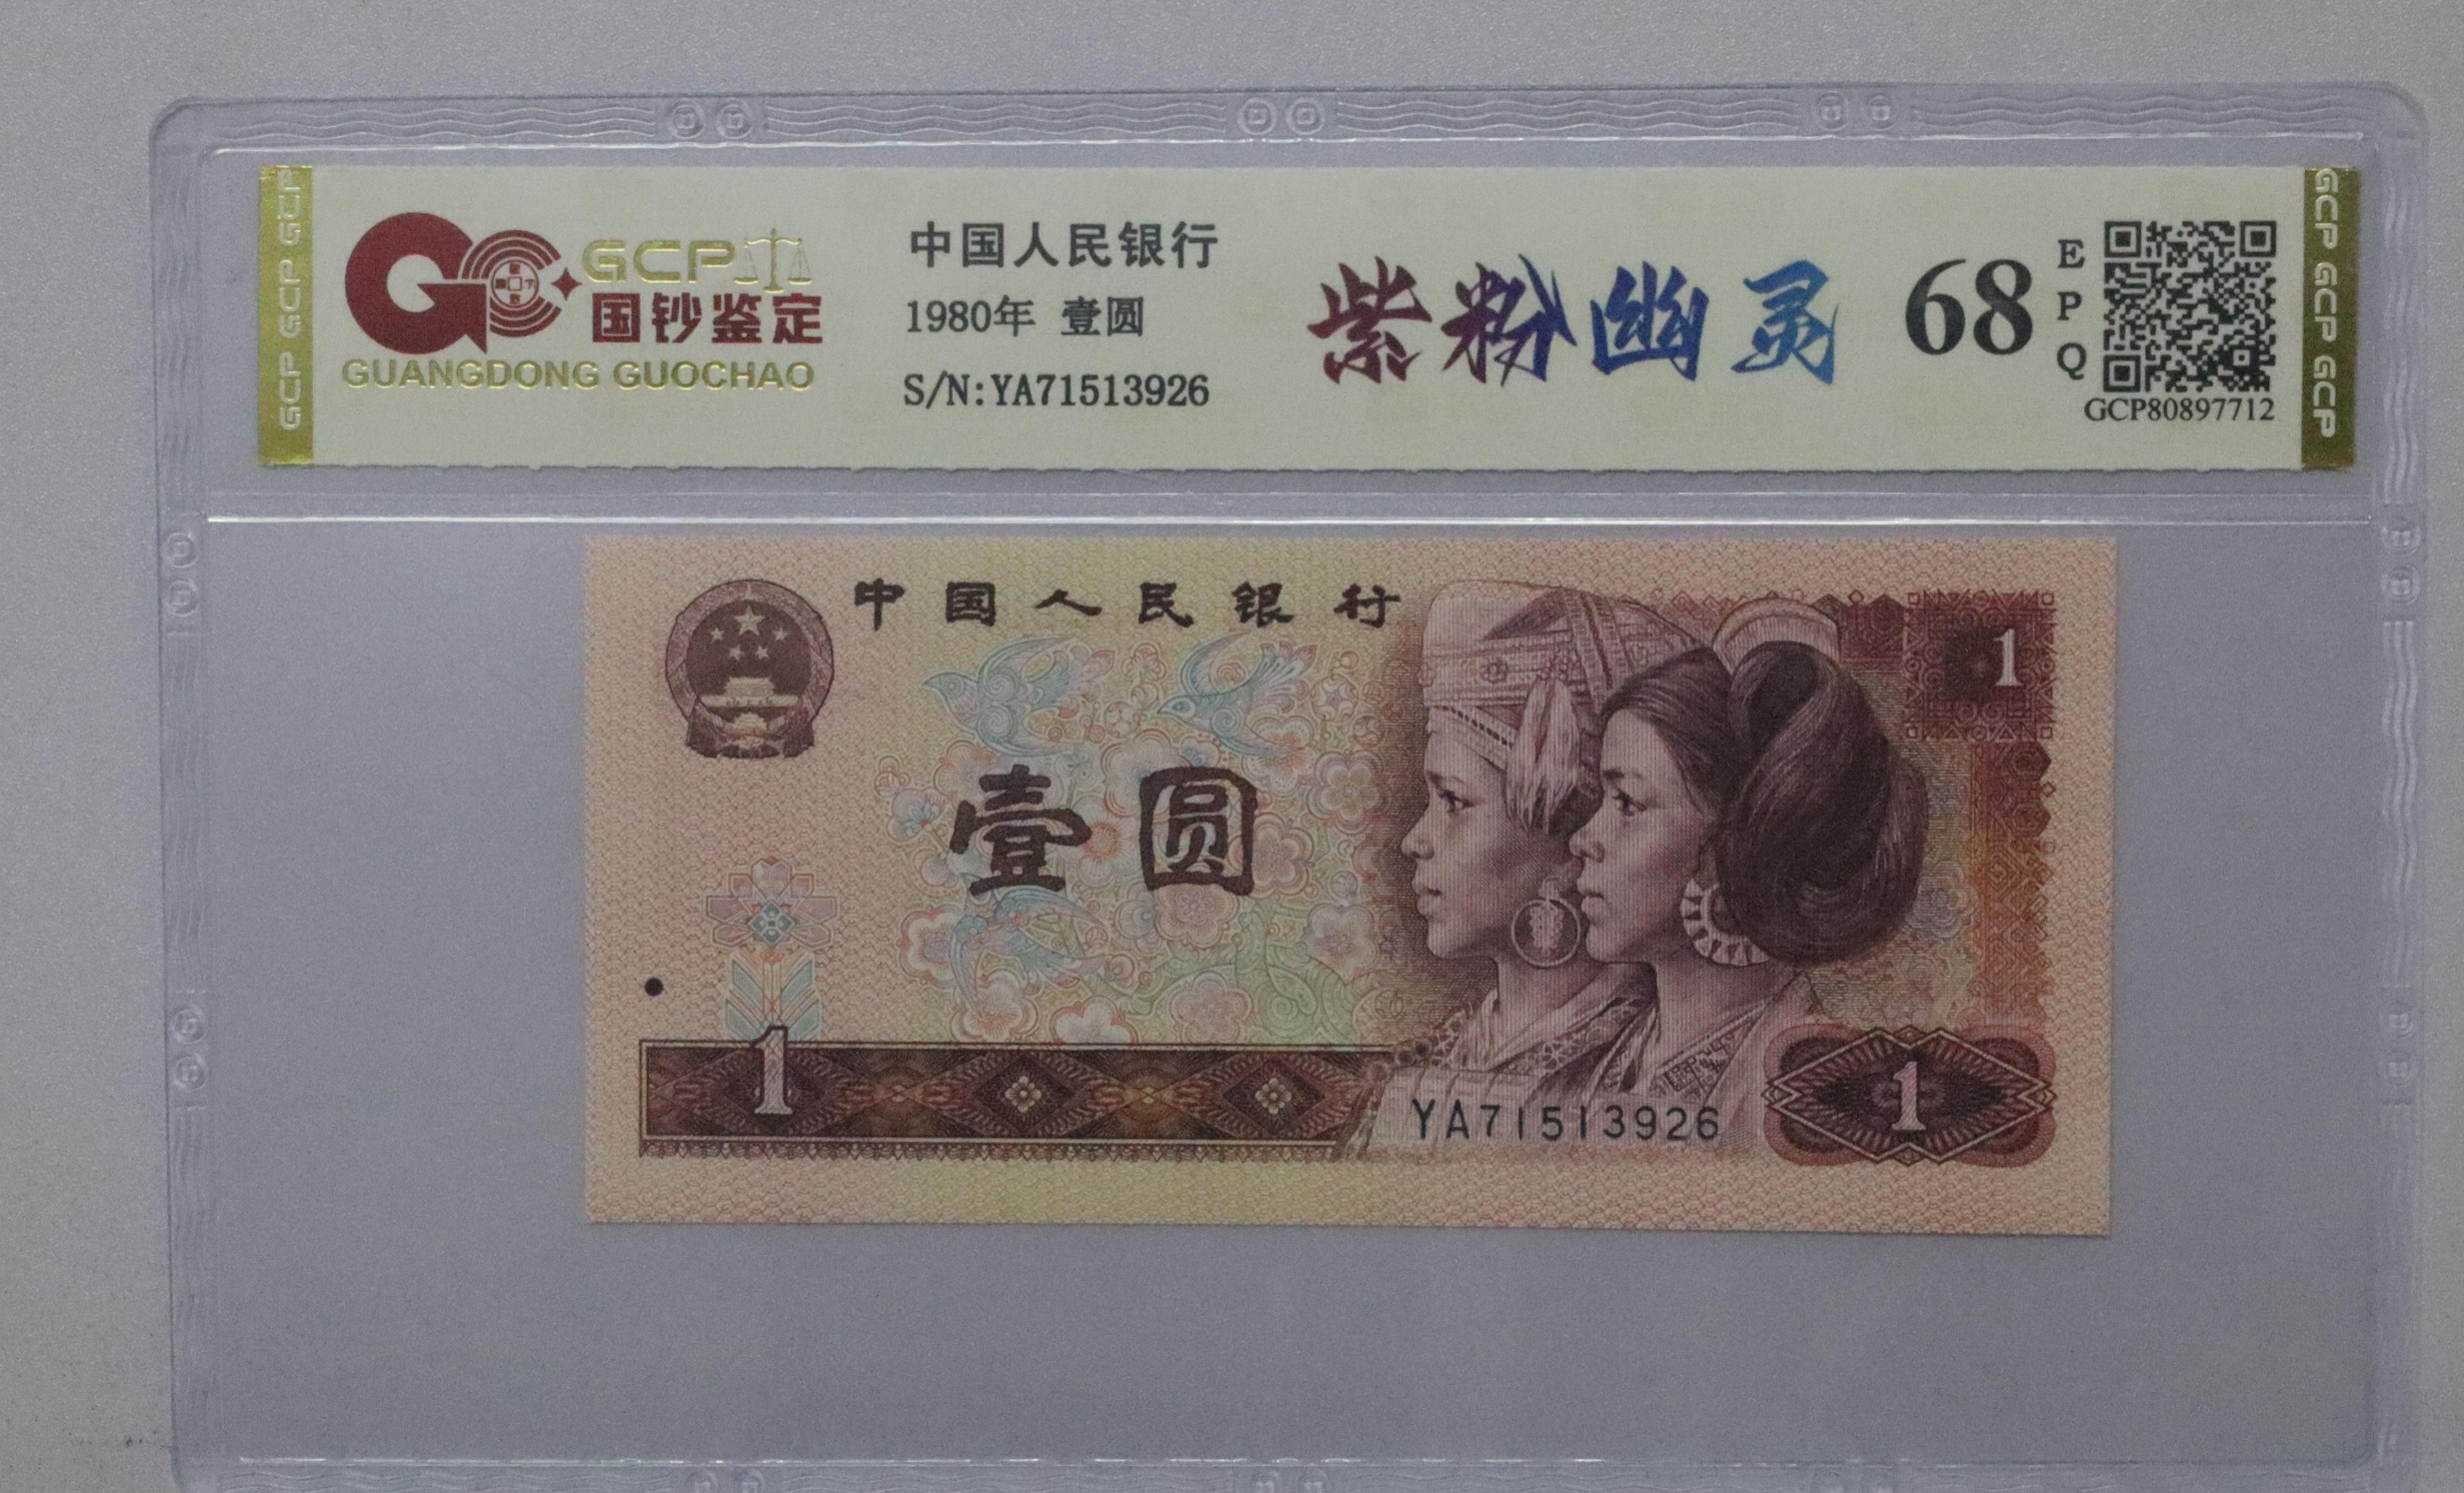 GCP GCP GCP
GCP
国钞鉴定
GUANGDONG GUOCHAO
中国人民银行
1980年 壹圆
S/N:YA71513926
紫粉幽灵
68
E
P
Q
GCP80897712
GCP GCP GCP
中国人民银行
1
壹圆
1
YA71513926
1